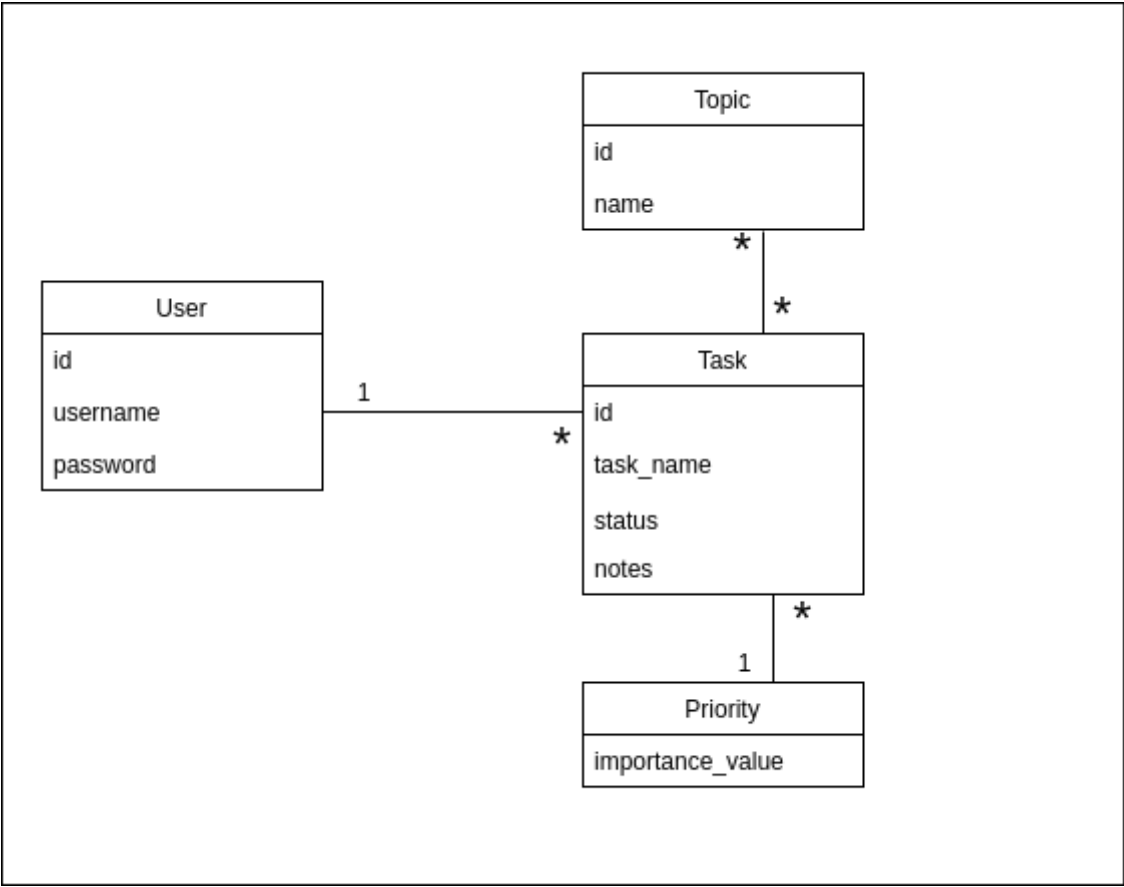 Topic
id
name
*
*
User
id
username
password
1
*
Task
id
task_name
status
notes
*
1
Priority
importance_value